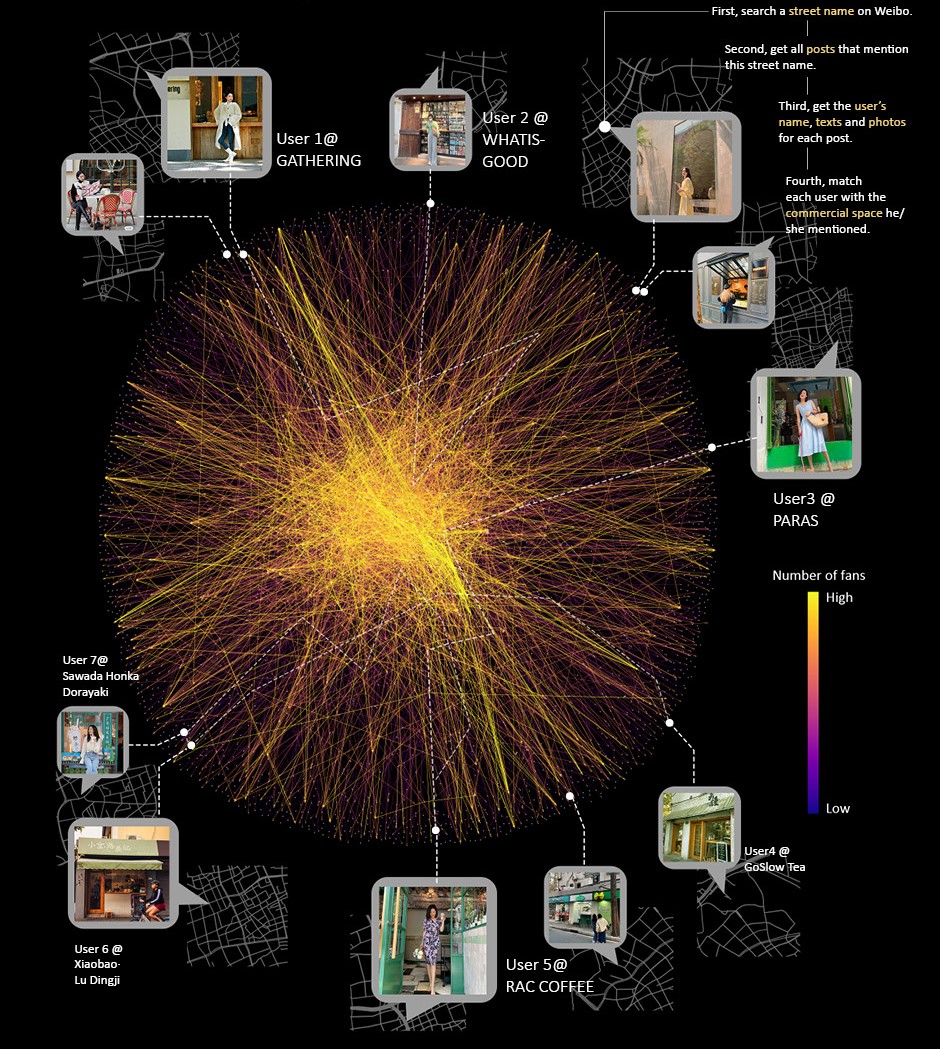 First, search a street name on Weibo.
Second, get all posts that mention
this street name.
Third, get the user's
name, texts and photos
for each post.
Fourth, match
each user with the
commercial space he/
she mentioned.
User 1@
GATHERING
User 2 @
WHATIS-
GOOD
User3 @
PARAS
Number of fans
High
Low
User 7@
Sawada Honka
Dorayaki
User4 @
GoSlow Tea
User 6 @
Xiaobao·
Lu Dingji
User 5@
RAC COFFEE